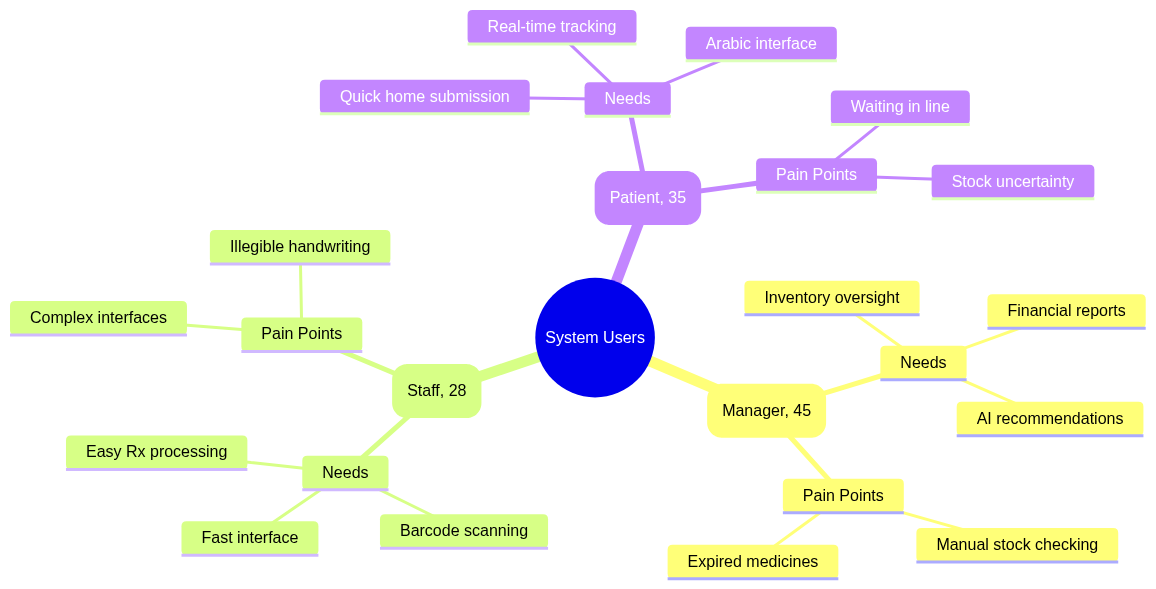 Real-time tracking
Arabic interface
Quick home submission
Needs
Waiting in line
Pain Points
Stock uncertainty
Patient, 35
Illegible handwriting
Complex interfaces
Pain Points
Staff, 28
Easy Rx processing
Needs
Fast interface
Barcode scanning
System Users
Inventory oversight
Financial reports
Needs
AI recommendations
Manager, 45
Pain Points
Manual stock checking
Expired medicines